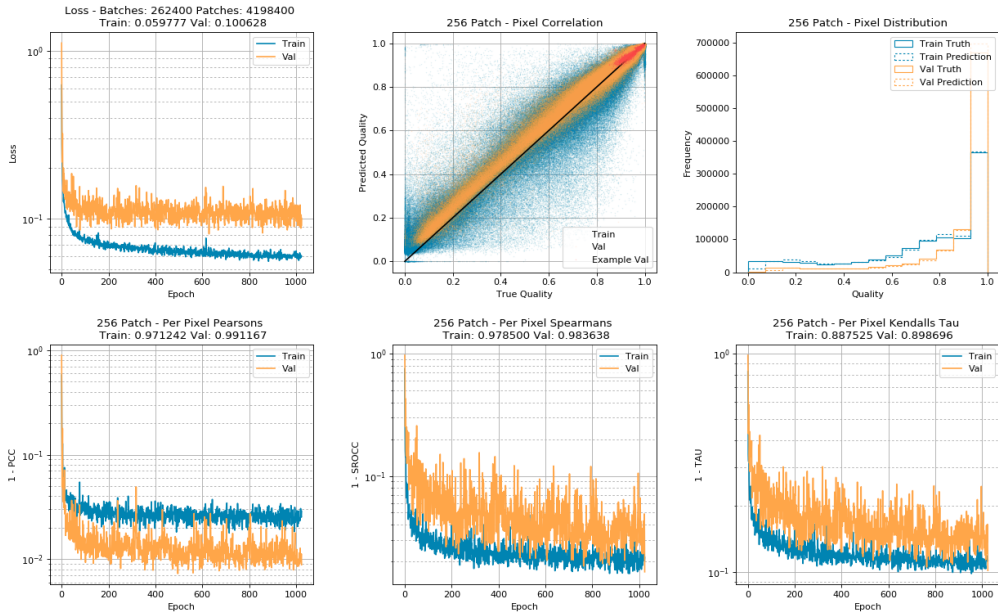 Loss - Batches: 262400 Patches: 4198400
Train: 0.059777 Val: 0.100628
Train
Val
10^0
10^-1
Loss
0 200 400 600 800 1000
Epoch
256 Patch - Pixel Correlation
1.0
0.8
0.6
0.4
0.2
0.0
Predicted Quality
Train
Val
Example Val
0.0 0.2 0.4 0.6 0.8 1.0
True Quality
256 Patch - Pixel Distribution
Train Truth
Train Prediction
Val Truth
Val Prediction
700000
600000
500000
400000
300000
200000
100000
0
Frequency
0.0 0.2 0.4 0.6 0.8 1.0
Quality
256 Patch - Per Pixel Pearsons
Train: 0.971242 Val: 0.991167
Train
Val
10^0
10^-1
10^-2
1 - PCC
0 200 400 600 800 1000
Epoch
256 Patch - Per Pixel Spearmans
Train: 0.978500 Val: 0.983638
Train
Val
10^0
10^-1
1 - SROCC
0 200 400 600 800 1000
Epoch
256 Patch - Per Pixel Kendalls Tau
Train: 0.887525 Val: 0.898696
Train
Val
10^0
10^-1
1 - TAU
0 200 400 600 800 1000
Epoch